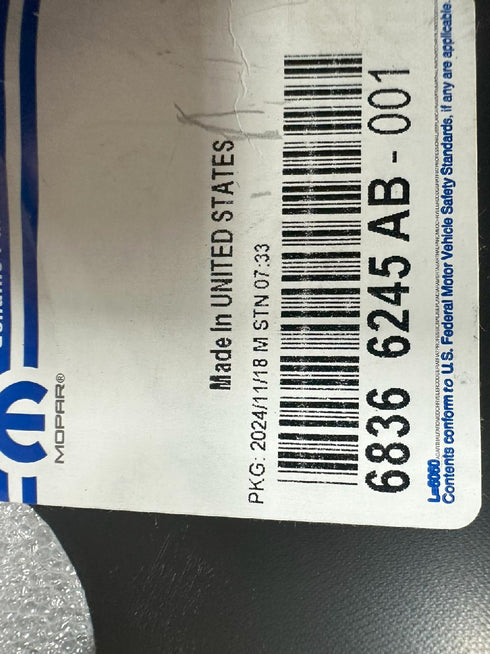 MOPAR®
Made In UNITED STATES
PKG: 2024/11/18 M STN 07:33
6836 6245 AB - 001
L=6060
Contents conform to U.S. Federal Motor Vehicle Safety Standards, if any are applicable.